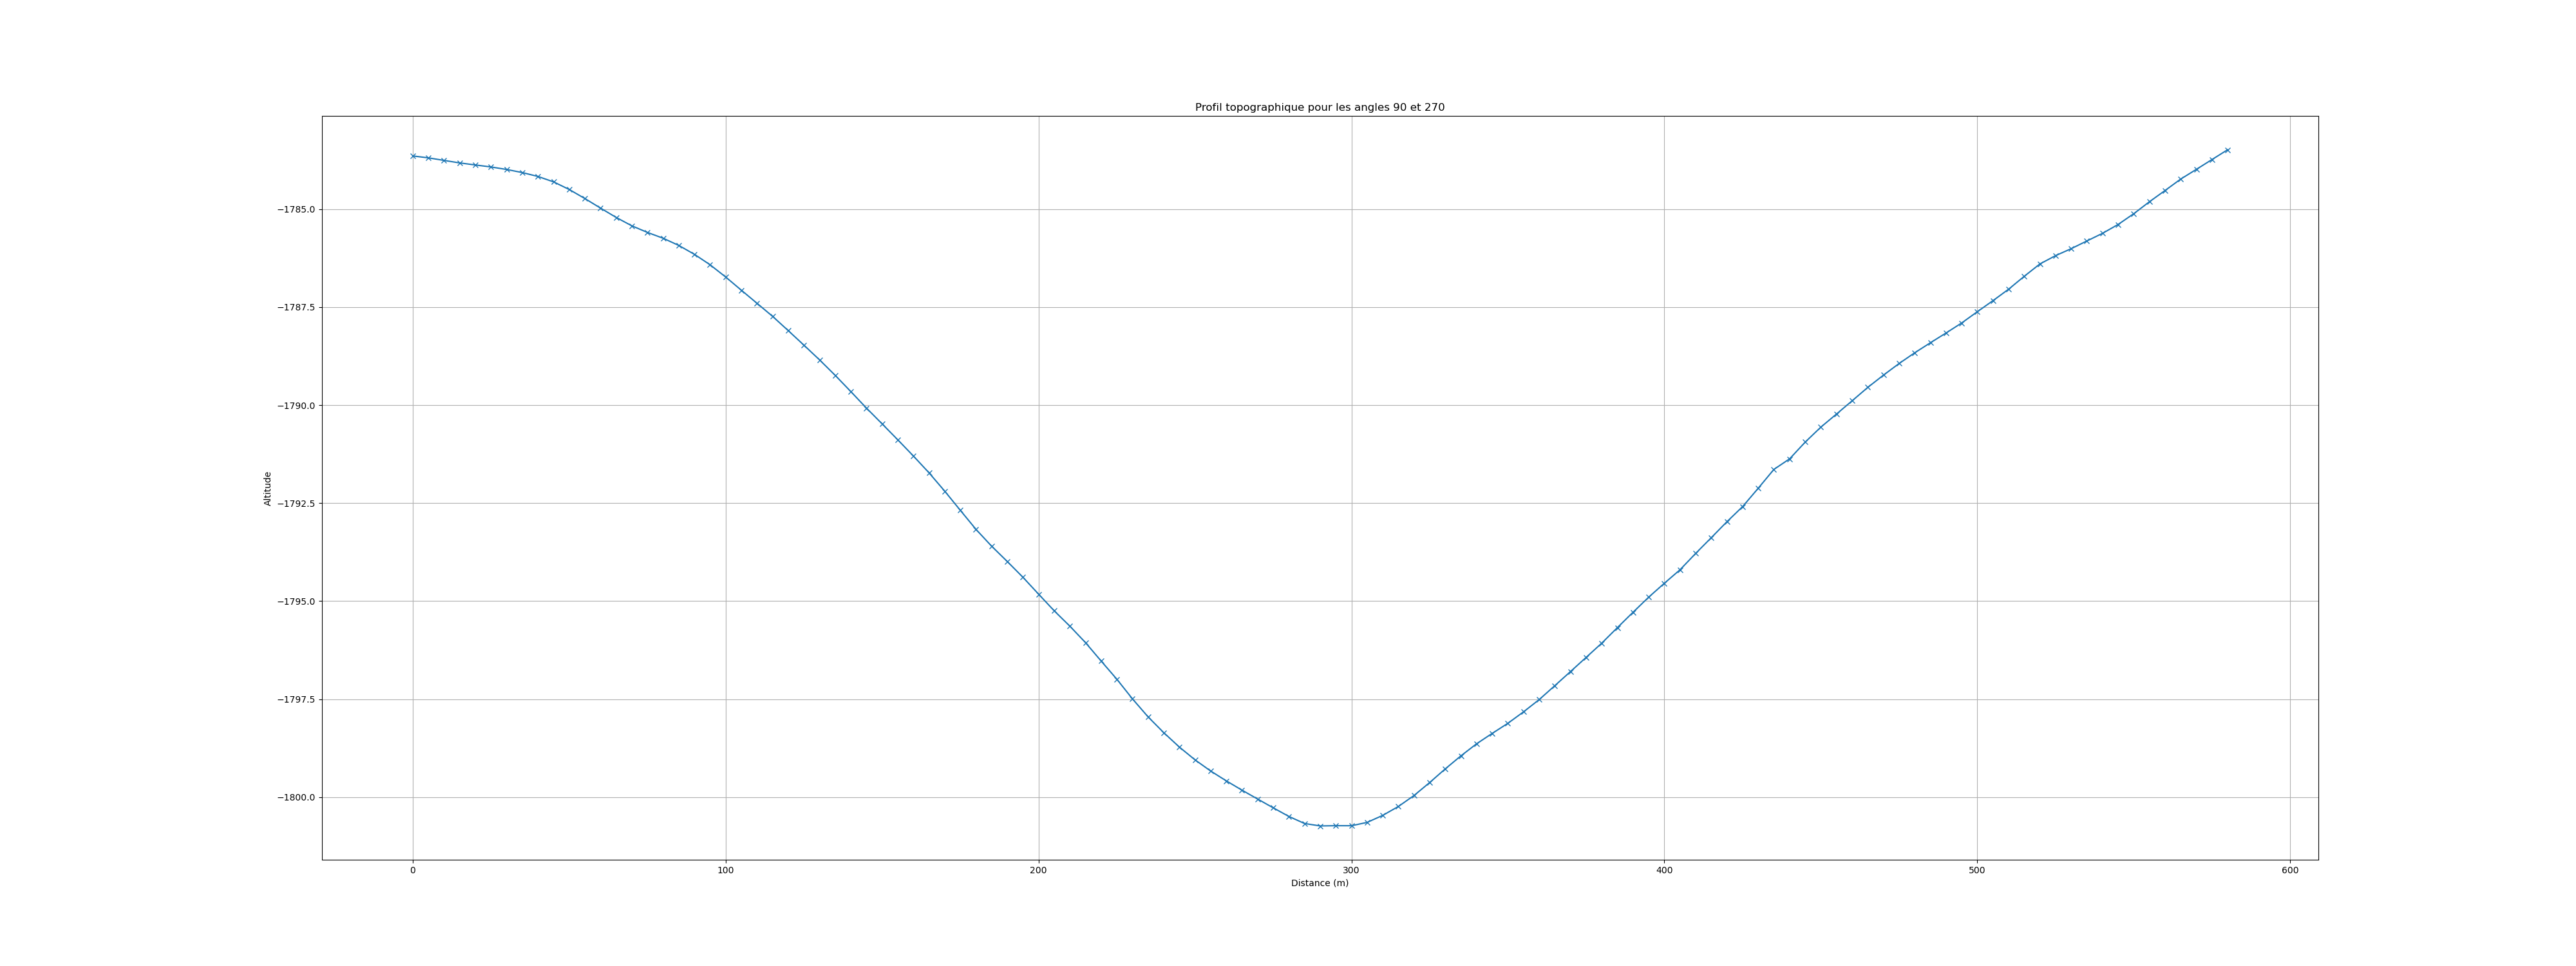 Profil topographique pour les angles 90 et 270
−1785.0
−1787.5
−1790.0
−1792.5
−1795.0
−1797.5
−1800.0
Altitude
0 100 200 300 400 500 600
Distance (m)